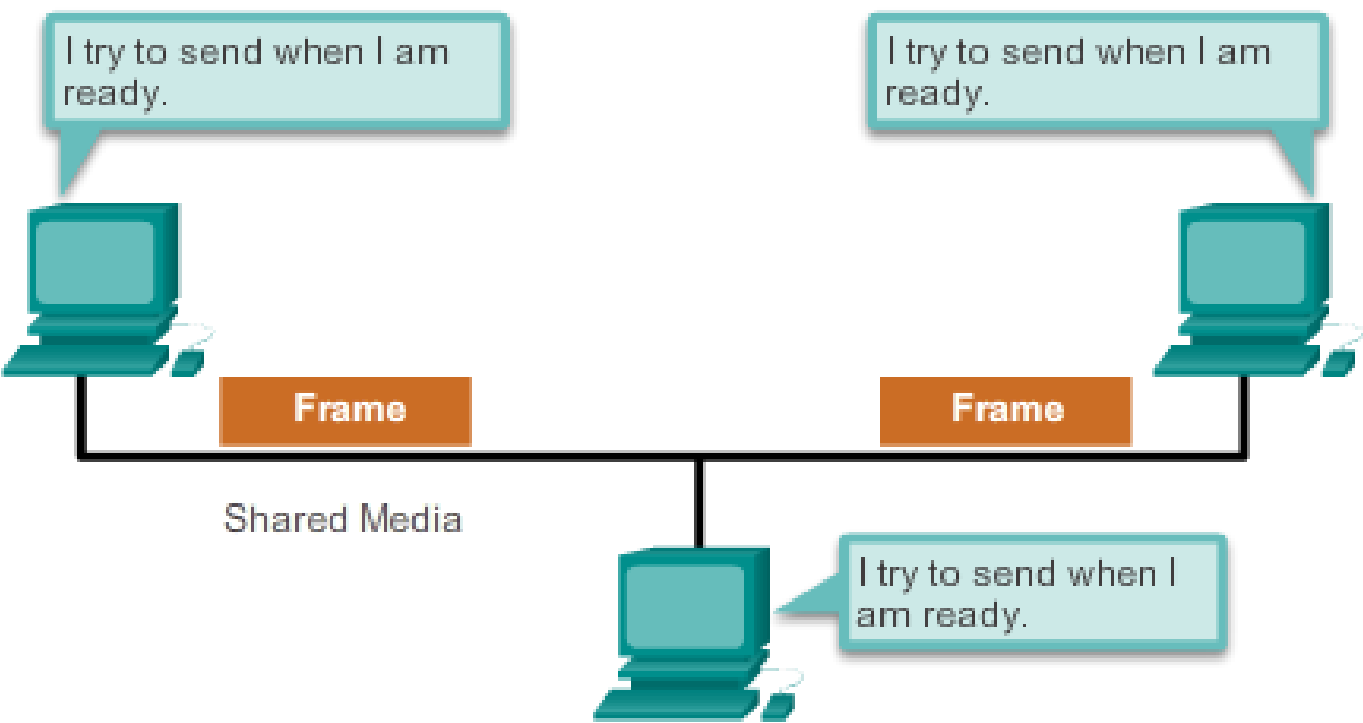 I try to send when I am
ready.
I try to send when I am
ready.
Frame
Frame
Shared Media
I try to send when I
am ready.